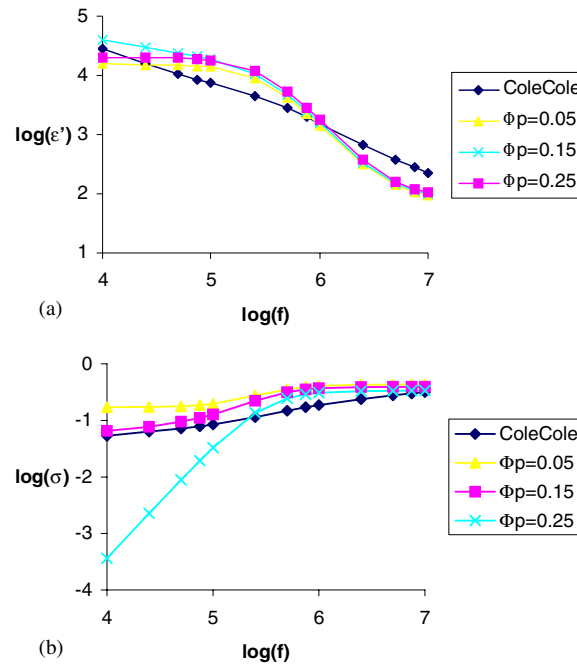 5
4
log(ε')
3
2
1
4
5
6
7
log(f)
(a)
ColeCole
Φp=0.05
Φp=0.15
Φp=0.25
0
-1
log(σ)
-2
-3
-4
4
5
6
7
log(f)
(b)
ColeCole
Φp=0.05
Φp=0.15
Φp=0.25